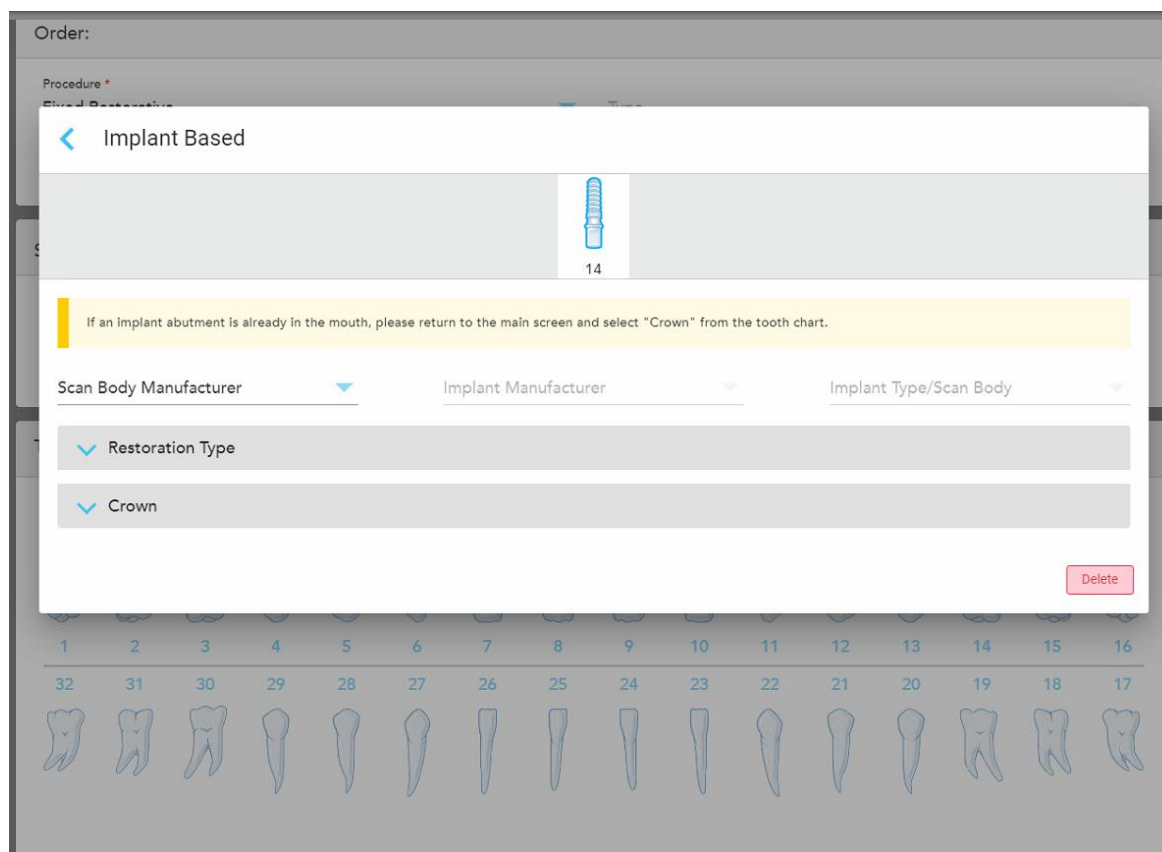 Order:
Procedure *
Fixed Restorative Type
Implant Based
14
If an implant abutment is already in the mouth, please return to the main screen and select "Crown" from the tooth chart.
Scan Body Manufacturer Implant Manufacturer Implant Type/Scan Body
Restoration Type
Crown
Delete
1 2 3 4 5 6 7 8 9 10 11 12 13 14 15 16
32 31 30 29 28 27 26 25 24 23 22 21 20 19 18 17